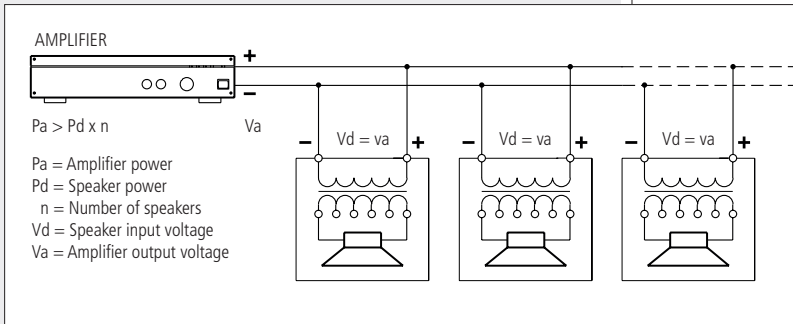 AMPLIFIER
+
−
Pa > Pd x n
Va
Pa = Amplifier power
Pd = Speaker power
n = Number of speakers
Vd = Speaker input voltage
Va = Amplifier output voltage
− Vd = va +
− Vd = va +
− Vd = va +